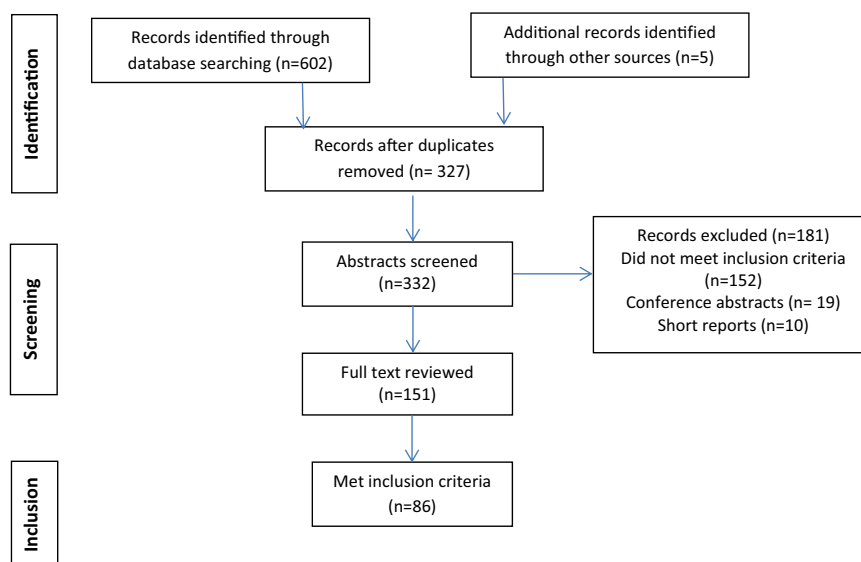 Identification
Records identified through
database searching (n=602)
Additional records identified
through other sources (n=5)
Records after duplicates
removed (n= 327)
Screening
Abstracts screened
(n=332)
Records excluded (n=181)
Did not meet inclusion criteria
(n=152)
Conference abstracts (n= 19)
Short reports (n=10)
Full text reviewed
(n=151)
Inclusion
Met inclusion criteria
(n=86)